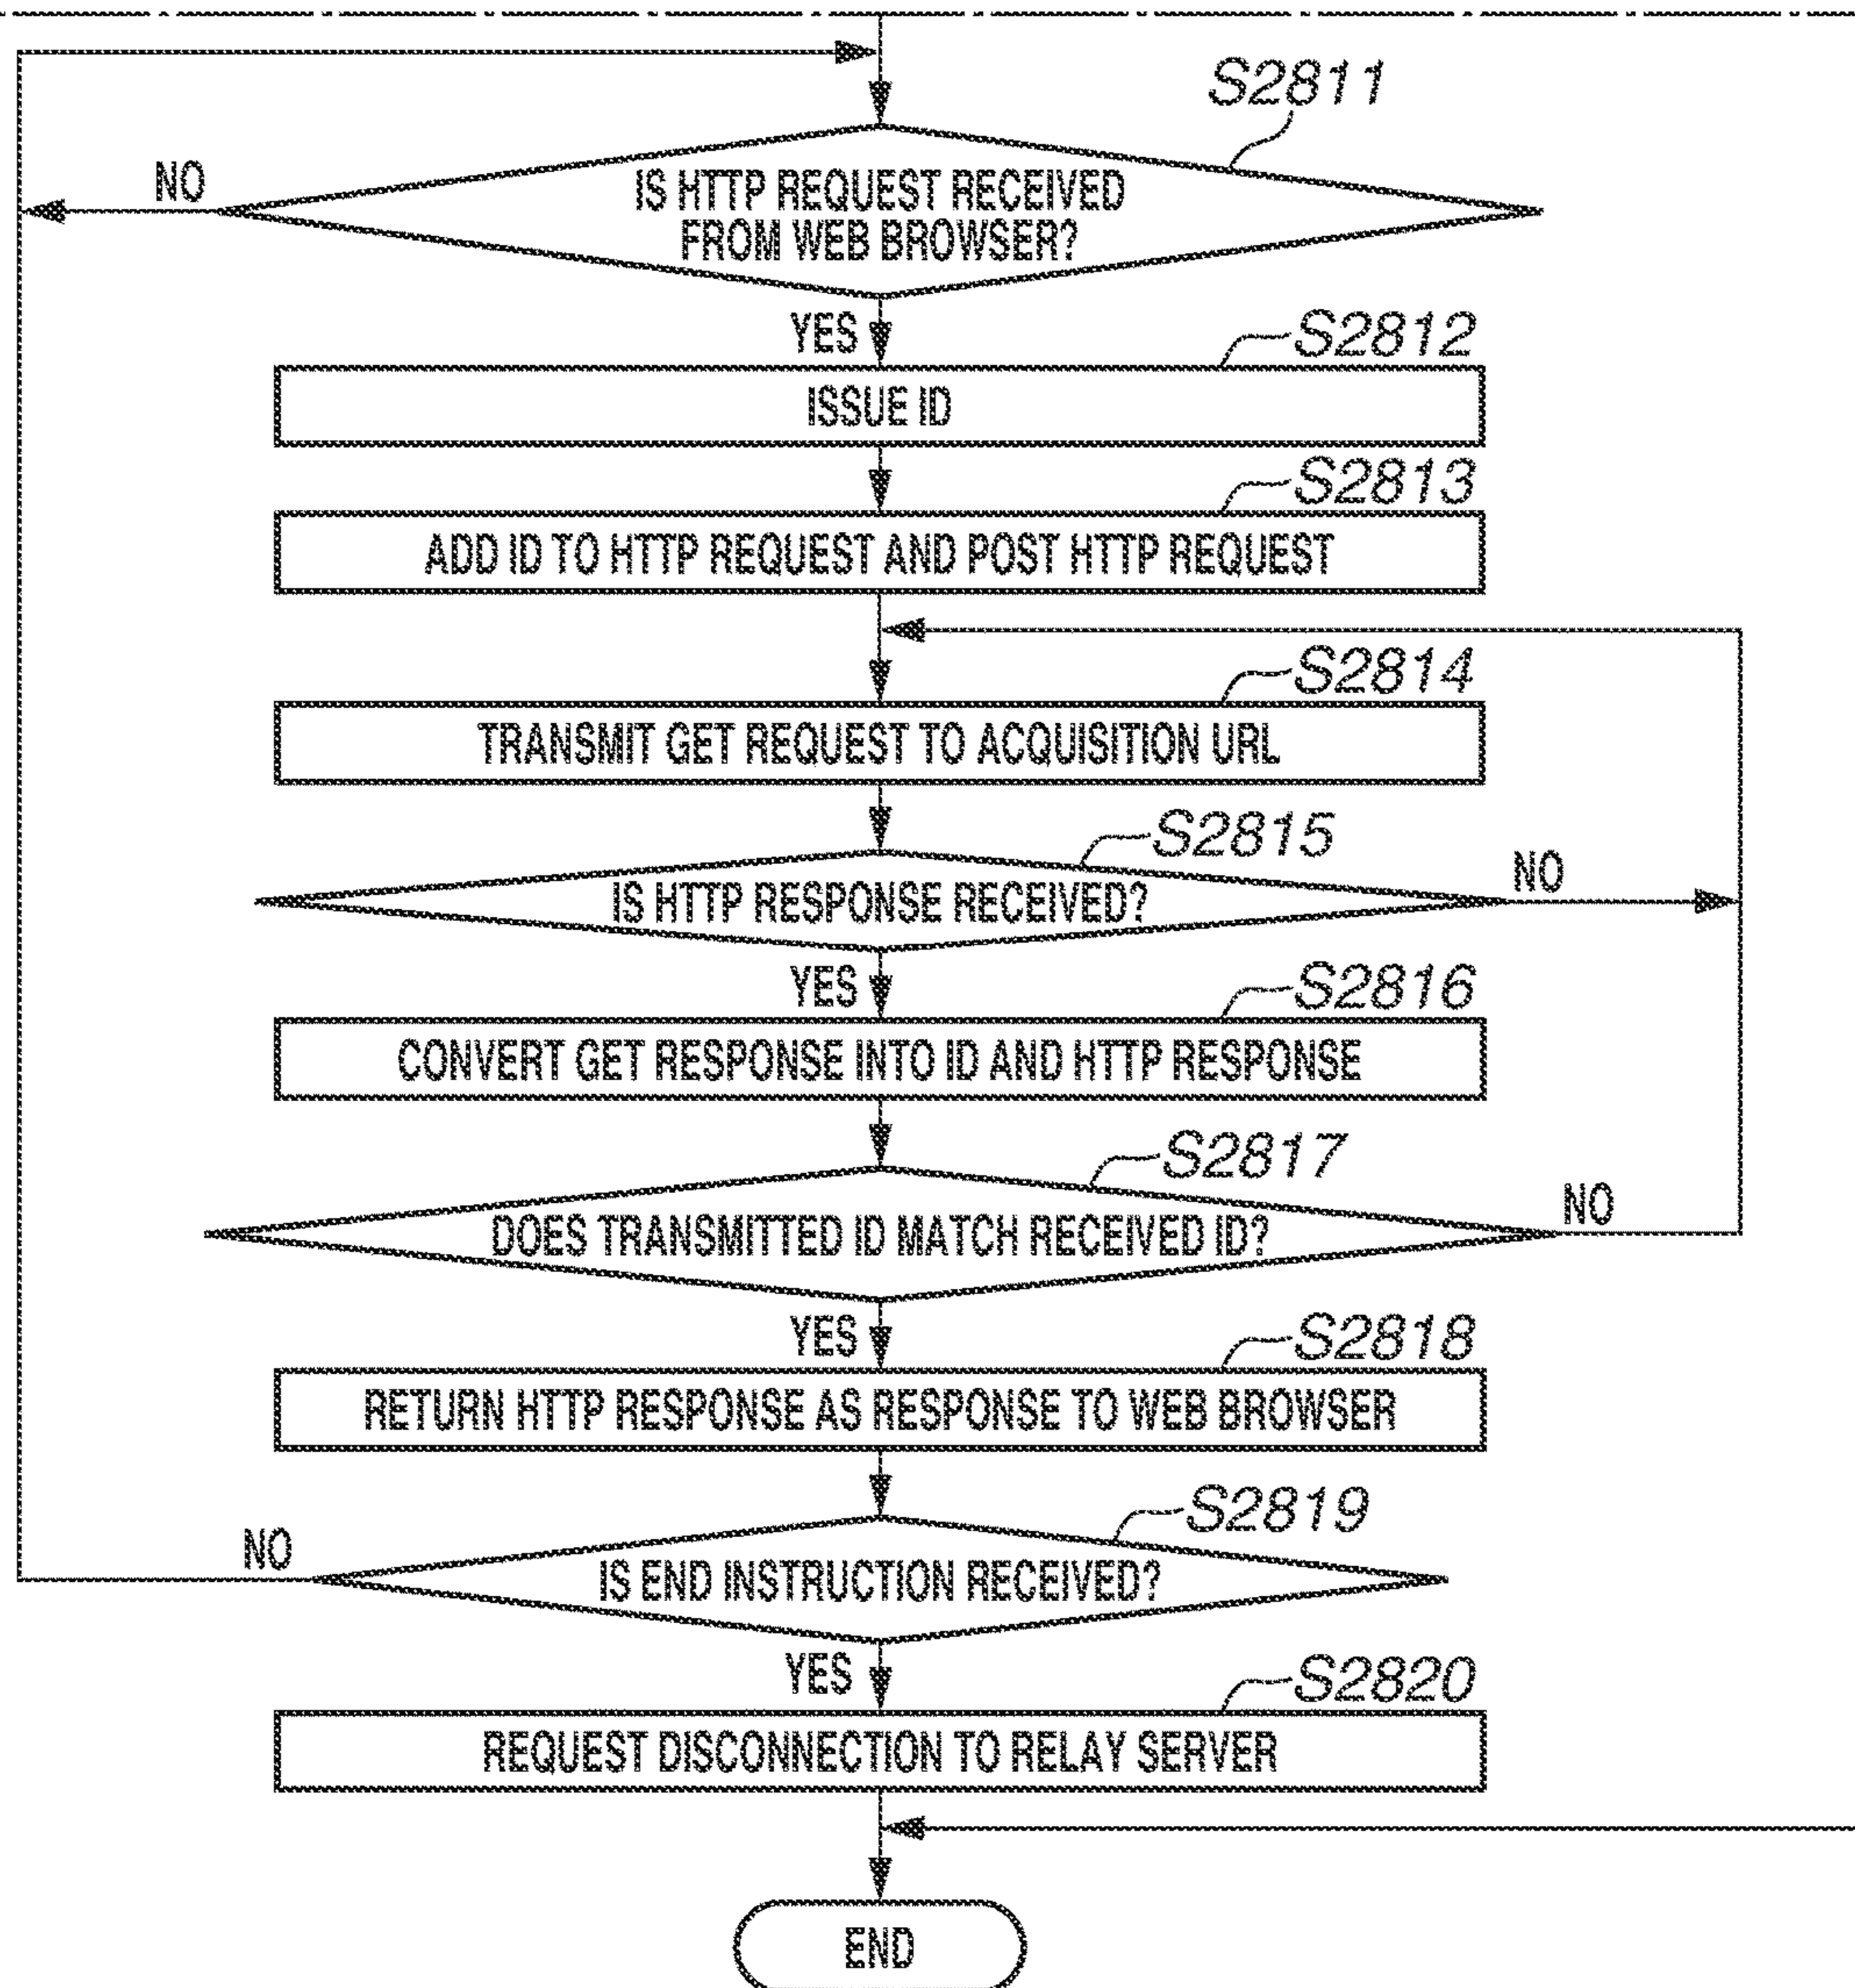 S2811
NO
IS HTTP REQUEST RECEIVED
FROM WEB BROWSER?
YES
S2812
ISSUE ID
S2813
ADD ID TO HTTP REQUEST AND POST HTTP REQUEST
S2814
TRANSMIT GET REQUEST TO ACQUISITION URL
S2815
NO
IS HTTP RESPONSE RECEIVED?
YES
S2816
CONVERT GET RESPONSE INTO ID AND HTTP RESPONSE
S2817
NO
DOES TRANSMITTED ID MATCH RECEIVED ID?
YES
S2818
RETURN HTTP RESPONSE AS RESPONSE TO WEB BROWSER
S2819
NO
IS END INSTRUCTION RECEIVED?
YES
S2820
REQUEST DISCONNECTION TO RELAY SERVER
END